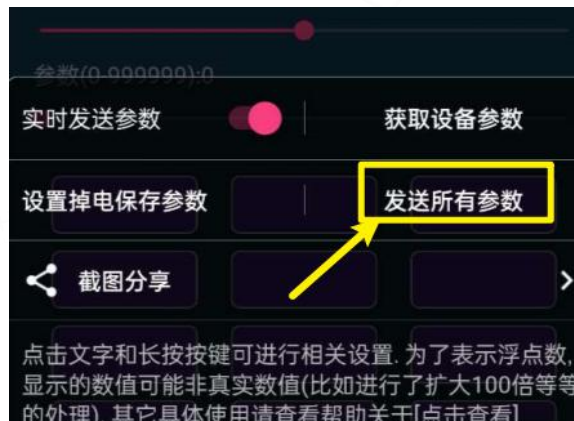 参数(0-999999):0
实时发送参数 获取设备参数
设置掉电保存参数 发送所有参数
截图分享
点击文字和长按按键可进行相关设置. 为了表示浮点数,
显示的数值可能非真实数值(比如进行了扩大100倍等等
的处理). 其它具体使用请查看帮助关于[点击查看]